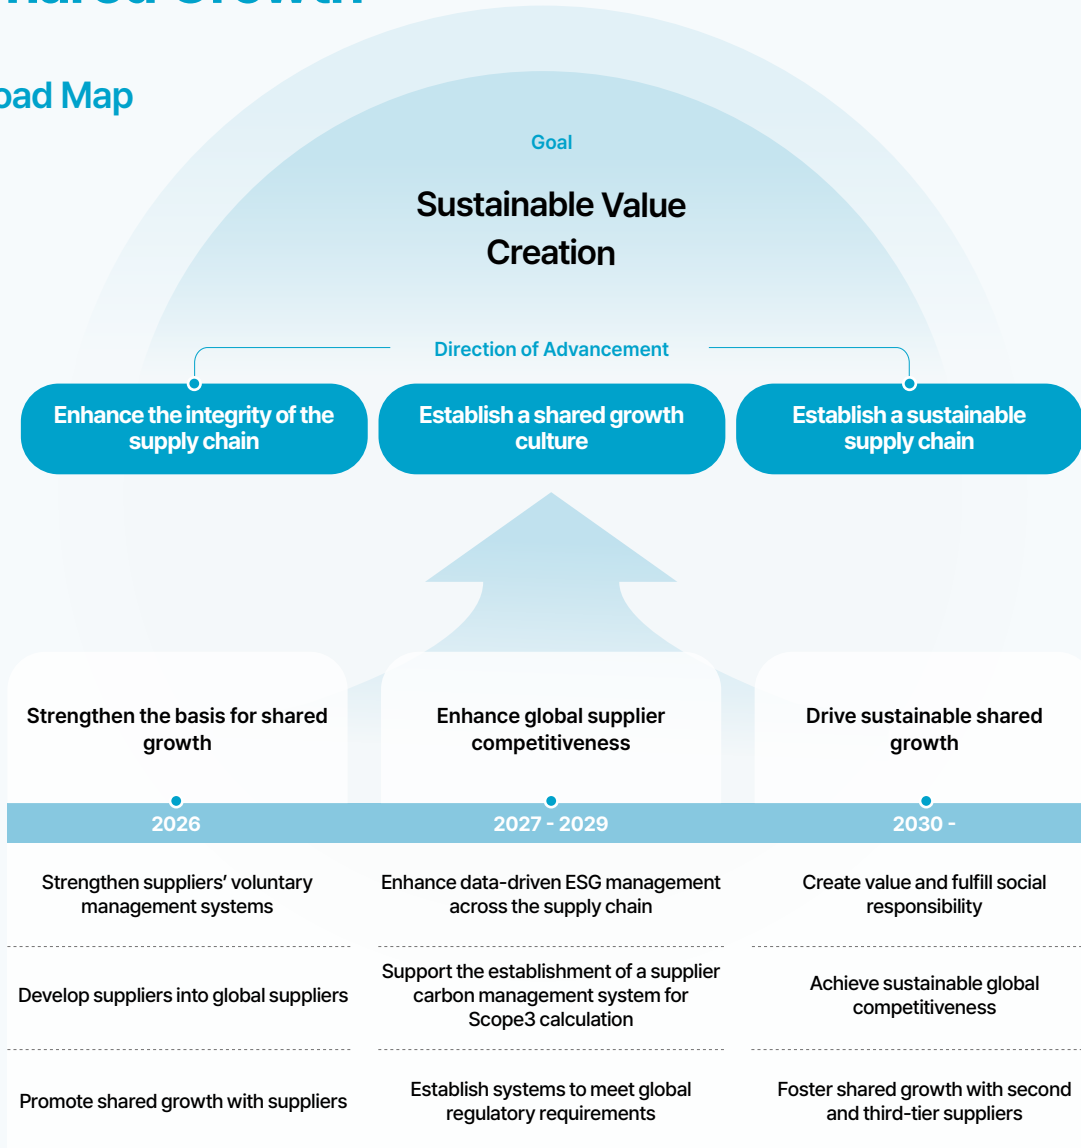 Shared Growth
Road Map
Goal
Sustainable Value
Creation
Direction of Advancement
Enhance the integrity of the
supply chain
Establish a shared growth
culture
Establish a sustainable
supply chain
Strengthen the basis for shared
growth
Enhance global supplier
competitiveness
Drive sustainable shared
growth
2026
2027 - 2029
2030 -
Strengthen suppliers’ voluntary
management systems
Enhance data-driven ESG management
across the supply chain
Create value and fulfill social
responsibility
Develop suppliers into global suppliers
Support the establishment of a supplier
carbon management system for
Scope3 calculation
Achieve sustainable global
competitiveness
Promote shared growth with suppliers
Establish systems to meet global
regulatory requirements
Foster shared growth with second
and third-tier suppliers